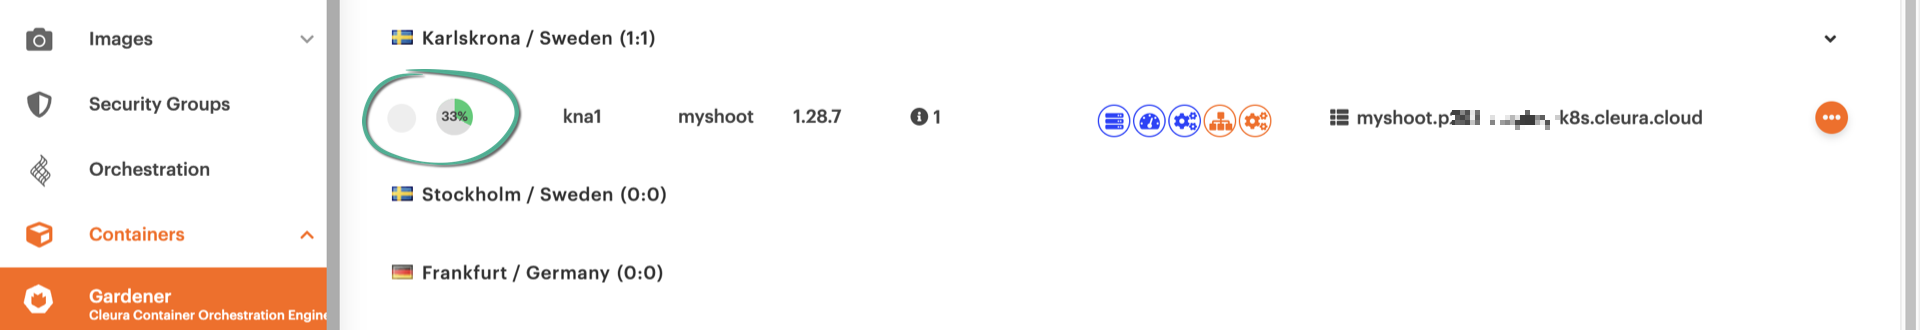 Images
Security Groups
Orchestration
Containers
Gardener
Cleura Container Orchestration Engine
Karlskrona / Sweden (1:1)
33% kna1 myshoot 1.28.7 1 myshoot.p k8s.cleura.cloud
Stockholm / Sweden (0:0)
Frankfurt / Germany (0:0)